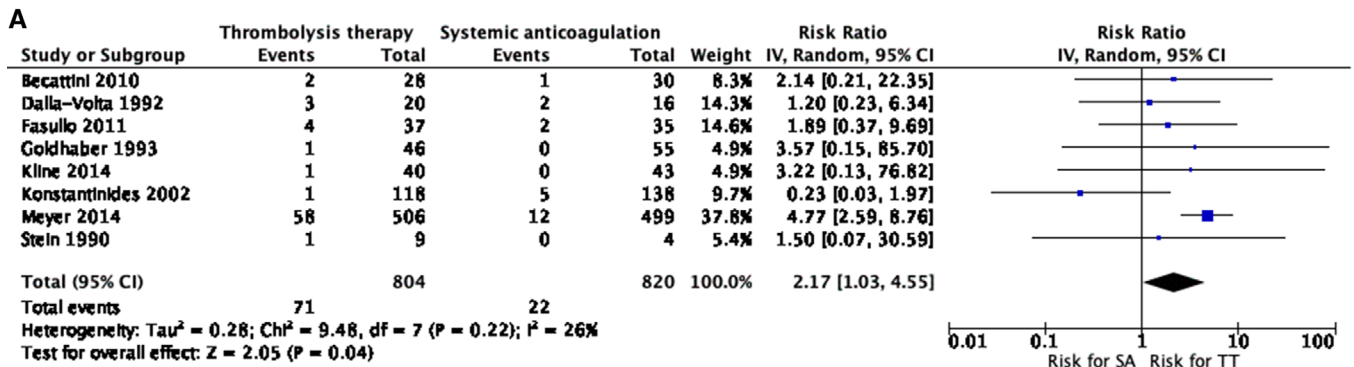 A
Thrombolysis therapy Systemic anticoagulation Risk Ratio Risk Ratio
Study or Subgroup Events Total Events Total Weight IV, Random, 95% CI IV, Random, 95% CI
Becattini 2010 2 28 1 30 8.3% 2.14 [0.21, 22.35]
Dalla-Volta 1992 3 20 2 16 14.3% 1.20 [0.23, 6.34]
Fasullo 2011 4 37 2 35 14.6% 1.89 [0.37, 9.69]
Goldhaber 1993 1 46 0 55 4.9% 3.57 [0.15, 85.70]
Kline 2014 1 40 0 43 4.9% 3.22 [0.13, 76.82]
Konstantinides 2002 1 118 5 138 9.7% 0.23 [0.03, 1.97]
Meyer 2014 58 506 12 499 37.8% 4.77 [2.59, 8.76]
Stein 1990 1 9 0 4 5.4% 1.50 [0.07, 30.59]
Total (95% CI) 804 820 100.0% 2.17 [1.03, 4.55]
Total events 71 22
Heterogeneity: Tau² = 0.28; Chi² = 9.48, df = 7 (P = 0.22); I² = 26%
Test for overall effect: Z = 2.05 (P = 0.04)
0.01 0.1 1 10 100
Risk for SA Risk for TT